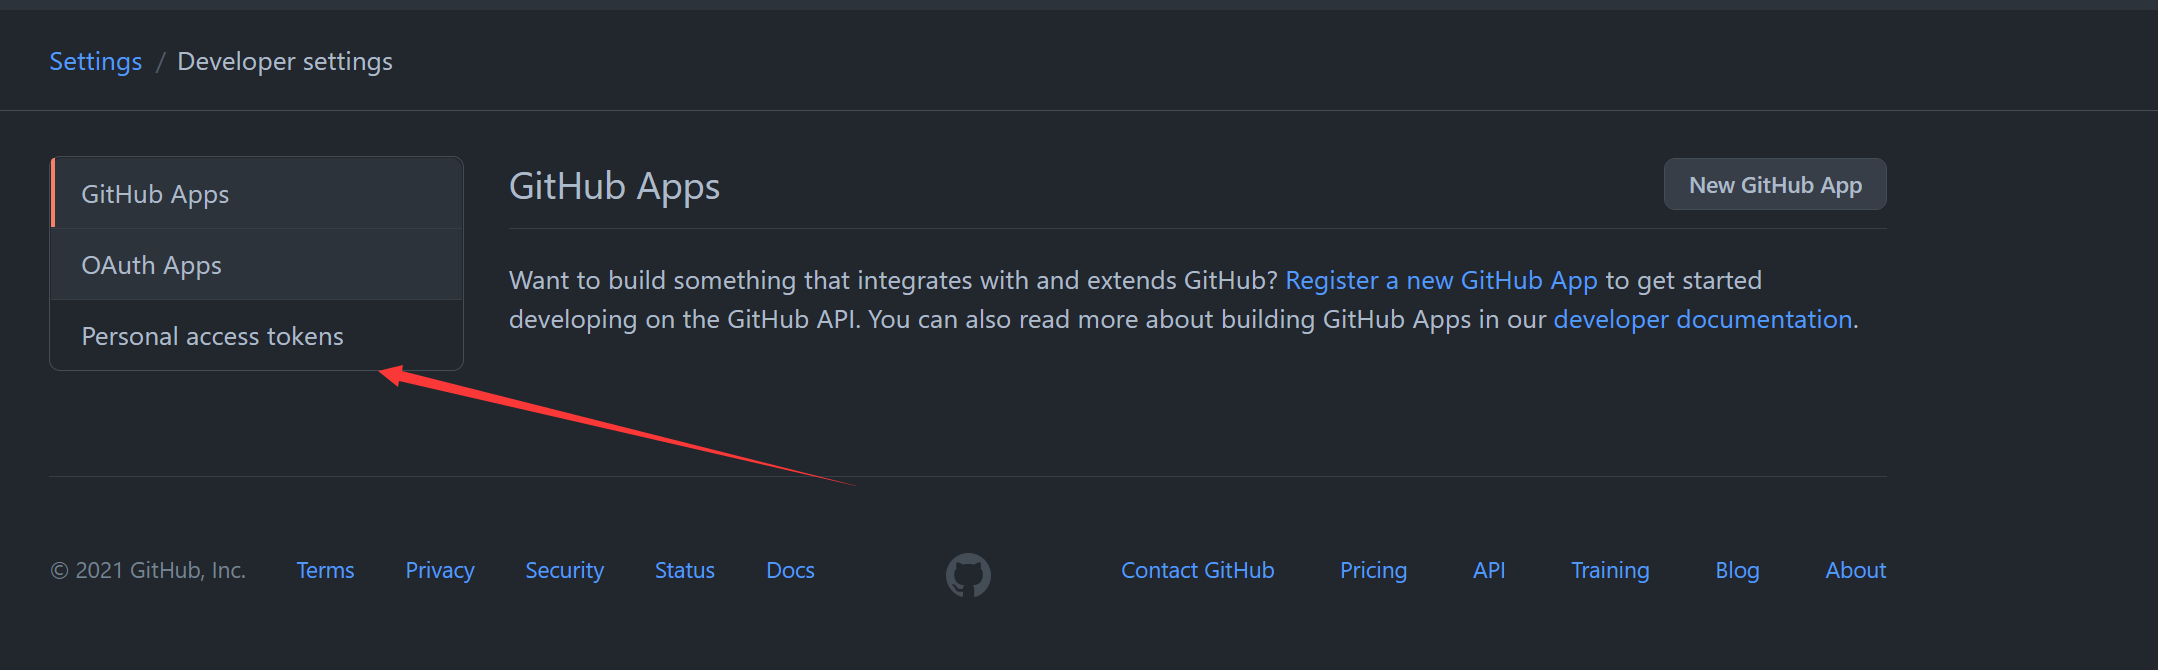 Settings / Developer settings
GitHub Apps
OAuth Apps
Personal access tokens
GitHub Apps
New GitHub App
Want to build something that integrates with and extends GitHub? Register a new GitHub App to get started
developing on the GitHub API. You can also read more about building GitHub Apps in our developer documentation.
© 2021 GitHub, Inc. Terms Privacy Security Status Docs Contact GitHub Pricing API Training Blog About